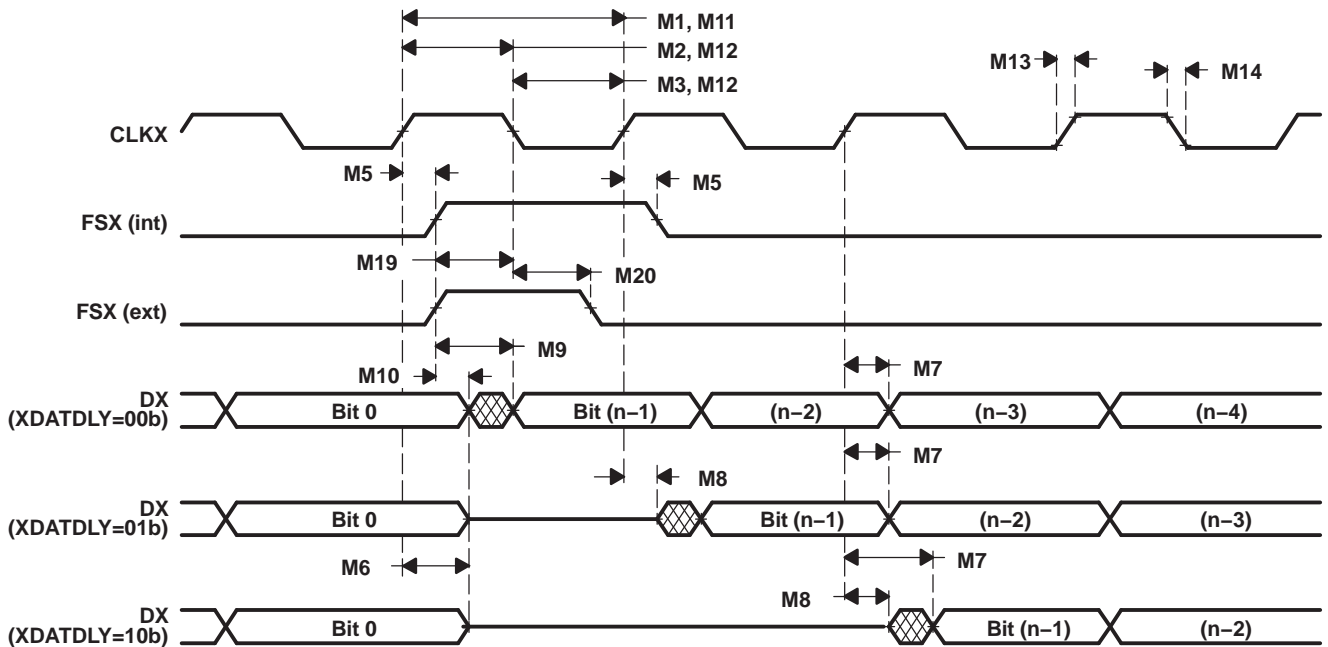 M1, M11
M2, M12
M3, M12
M13
M14
CLKX
M5
M5
FSX (int)
M19
M20
FSX (ext)
M9
M10
M7
DX
(XDATDLY=00b)
Bit 0
Bit (n–1)
(n–2)
(n–3)
(n–4)
M7
M8
DX
(XDATDLY=01b)
Bit 0
Bit (n–1)
(n–2)
(n–3)
M6
M7
M8
DX
(XDATDLY=10b)
Bit 0
Bit (n–1)
(n–2)